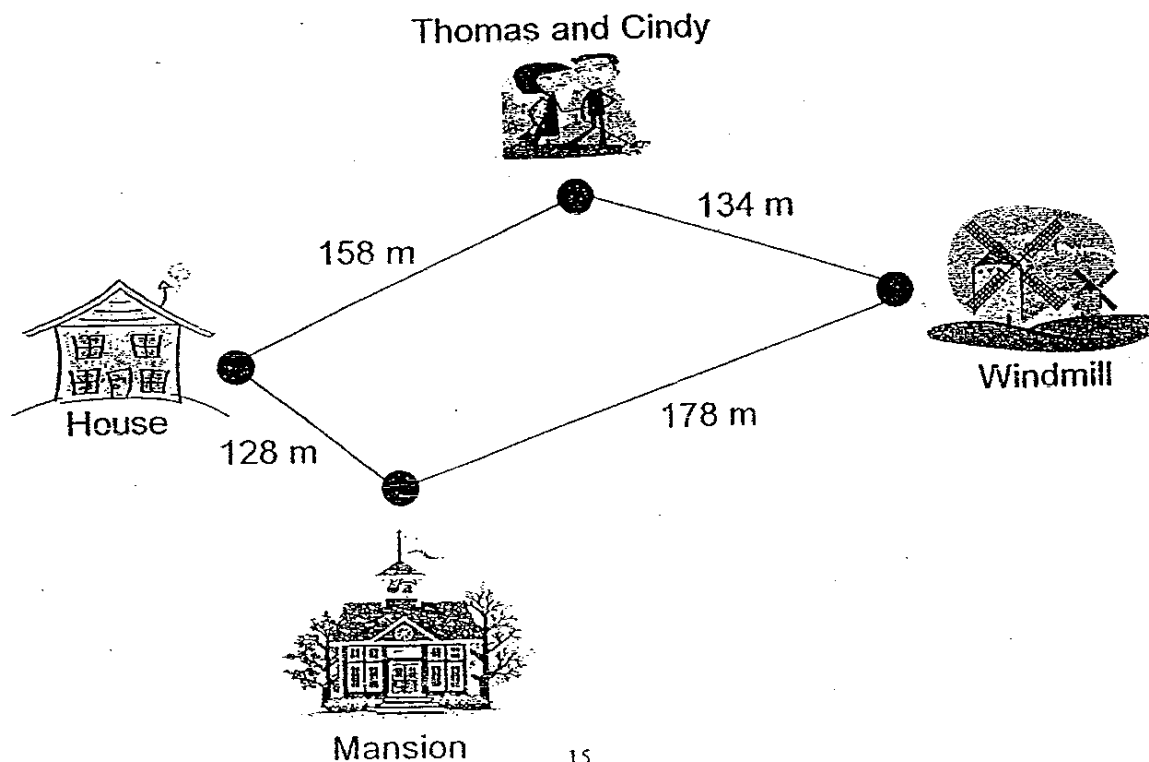 Thomas and Cindy
134 m
158 m
Windmill
House
178 m
128 m
Mansion
15